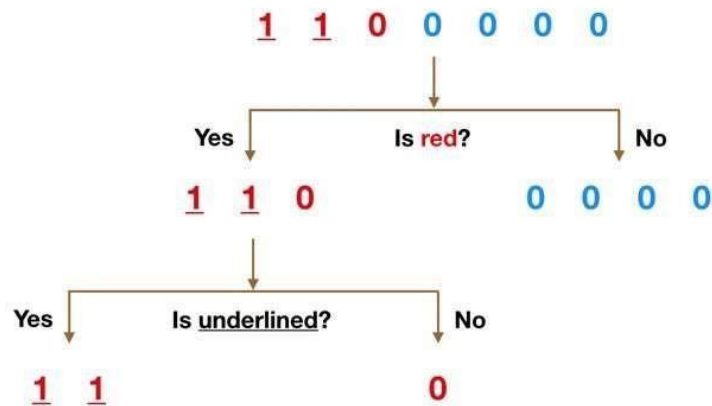 1 1 0 0 0 0 0
Yes Is red? No
1 1 0 0 0 0 0
Yes Is underlined? No
1 1 0